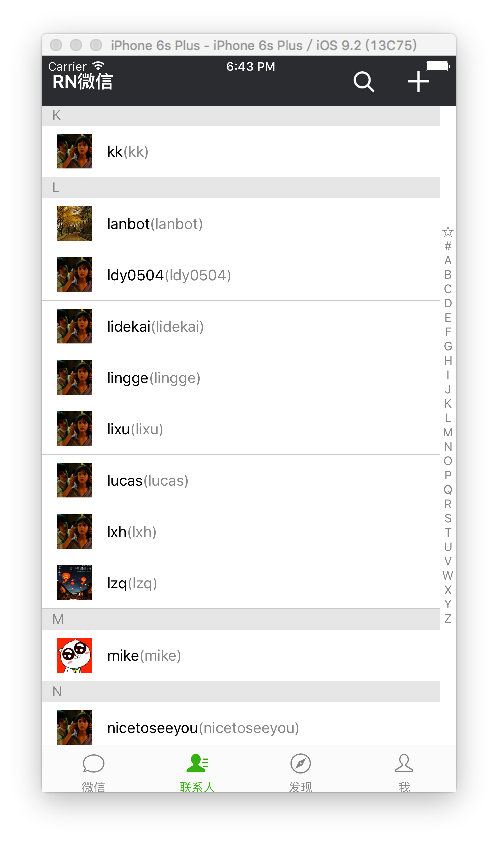 iPhone 6s Plus - iPhone 6s Plus / iOS 9.2 (13C75)
Carrier 6:43 PM
RN微信
K
kk(kk)
L
lanbot(lanbot)
ldy0504(ldy0504)
lidekai(lidekai)
lingge(lingge)
lixu(lixu)
lucas(lucas)
lxh(lxh)
lzq(lzq)
M
mike(mike)
N
nicetoseeyou(nicetoseeyou)
☆
#
A
B
C
D
E
F
G
H
I
J
K
L
M
N
O
P
Q
R
S
T
U
V
W
X
Y
Z
微信 联系人 发现 我